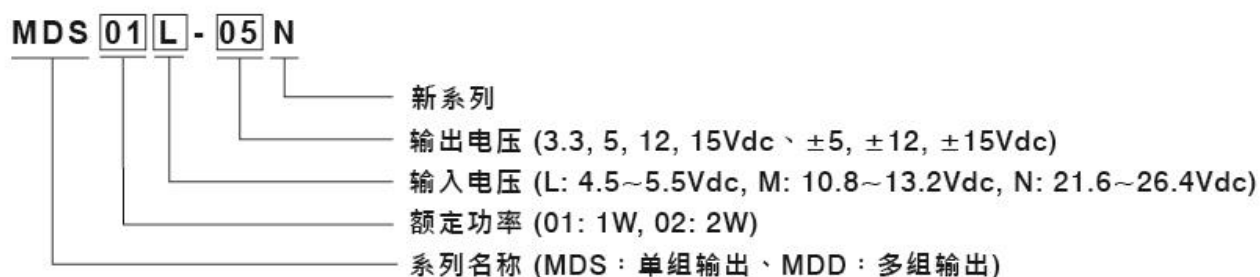 MDS 01 L - 05 N
新系列
输出电压 (3.3, 5, 12, 15Vdc、±5, ±12, ±15Vdc)
输入电压 (L: 4.5~5.5Vdc, M: 10.8~13.2Vdc, N: 21.6~26.4Vdc)
额定功率 (01: 1W, 02: 2W)
系列名称 (MDS：单组输出、MDD：多组输出)